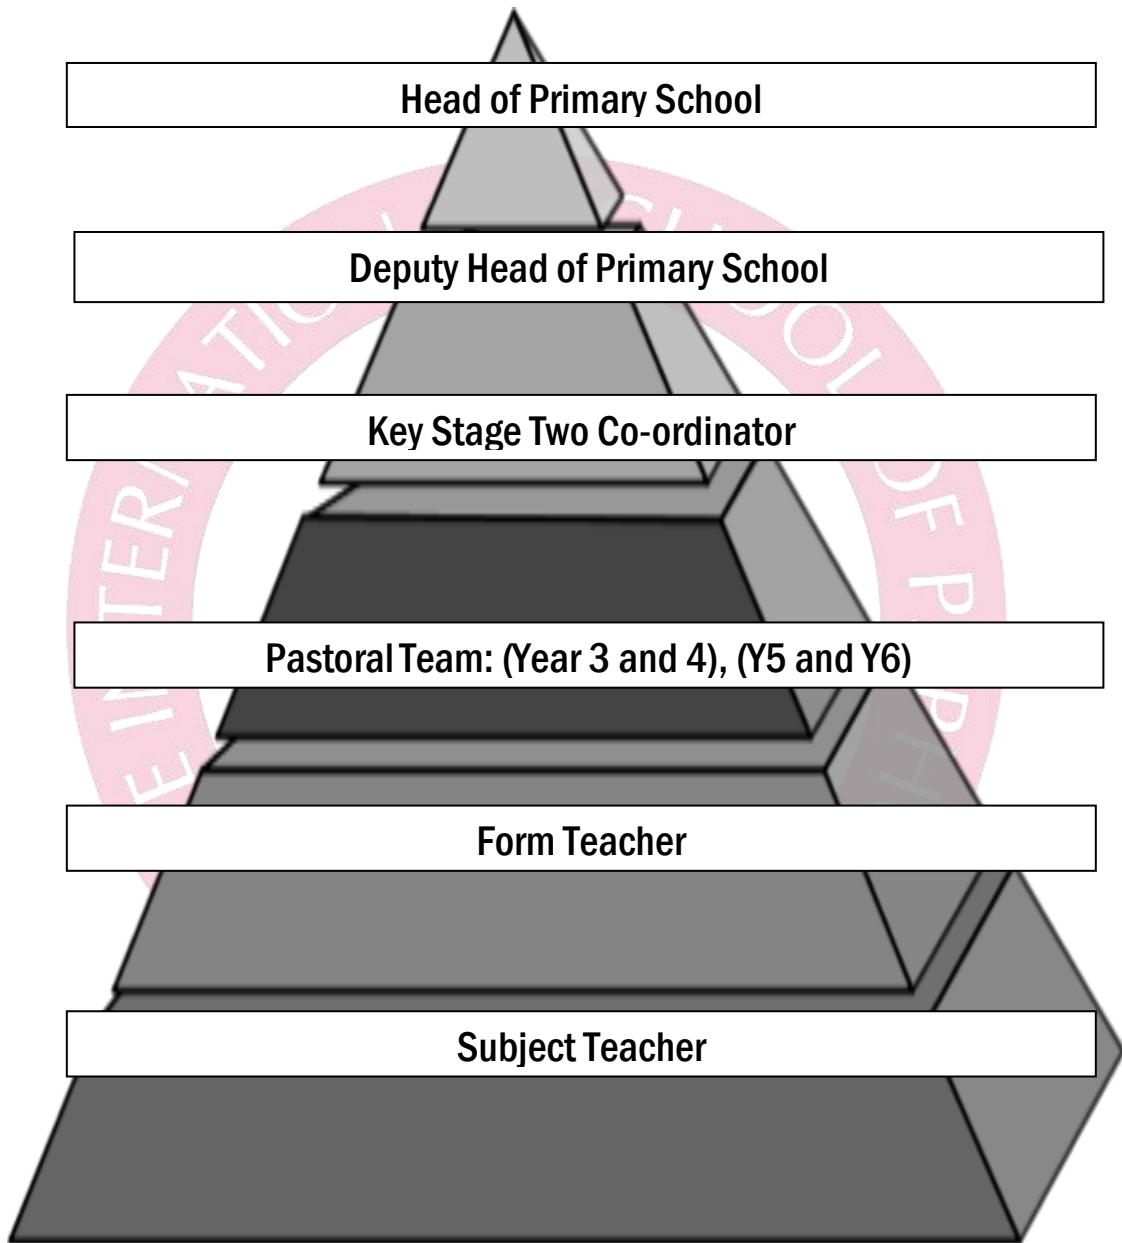 Head of Primary School
Deputy Head of Primary School
Key Stage Two Co-ordinator
Pastoral Team: (Year 3 and 4), (Y5 and Y6)
Form Teacher
Subject Teacher